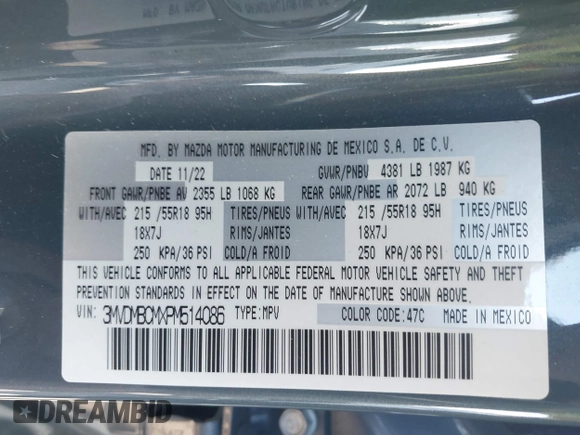 MFD. BY MAZDA MOTOR MANUFACTURING DE MEXICO S.A. DE C.V.
DATE 11/22 GVWR/PNBV 4381 LB 1987 KG
FRONT GAWR/PNBE AV 2355 LB 1068 KG REAR GAWR/PNBE AR 2072 LB 940 KG
WITH/AVEC 215 /55R18 95H TIRES/PNEUS WITH/AVEC 215 /55R18 95H TIRES/PNEUS
18X7J RIMS/JANTES 18X7J RIMS/JANTES
250 KPA/36 PSI COLD/A FROID 250 KPA/36 PSI COLD/A FROID
THIS VEHICLE CONFORMS TO ALL APPLICABLE FEDERAL MOTOR VEHICLE SAFETY AND THEFT
PREVENTION STANDARDS IN EFFECT ON THE DATE OF MANUFACTURE SHOWN ABOVE.
VIN: 3MVDMBCMXPM514086 TYPE:MPV COLOR CODE:47C MADE IN MEXICO
DREAMBID